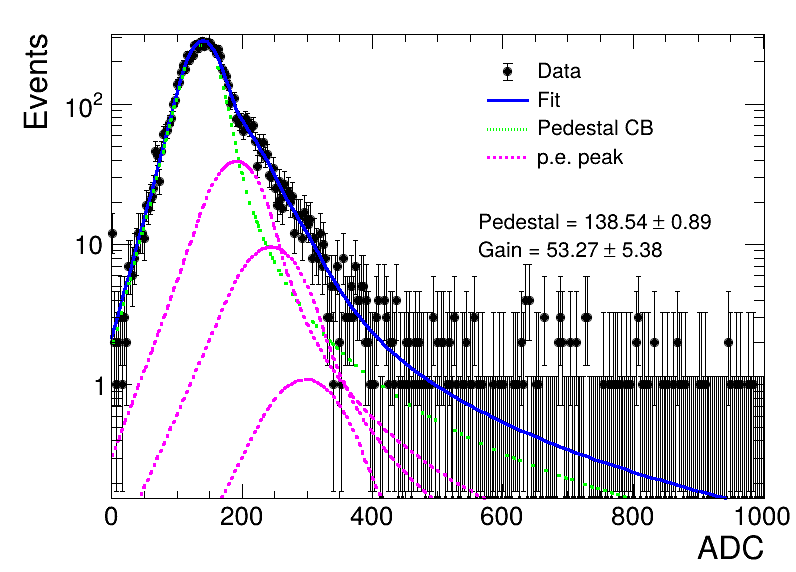 Events
10²
10
1
0
200
400
600
800
1000
ADC
Data
Fit
Pedestal CB
p.e. peak
Pedestal = 138.54 ± 0.89
Gain = 53.27 ± 5.38